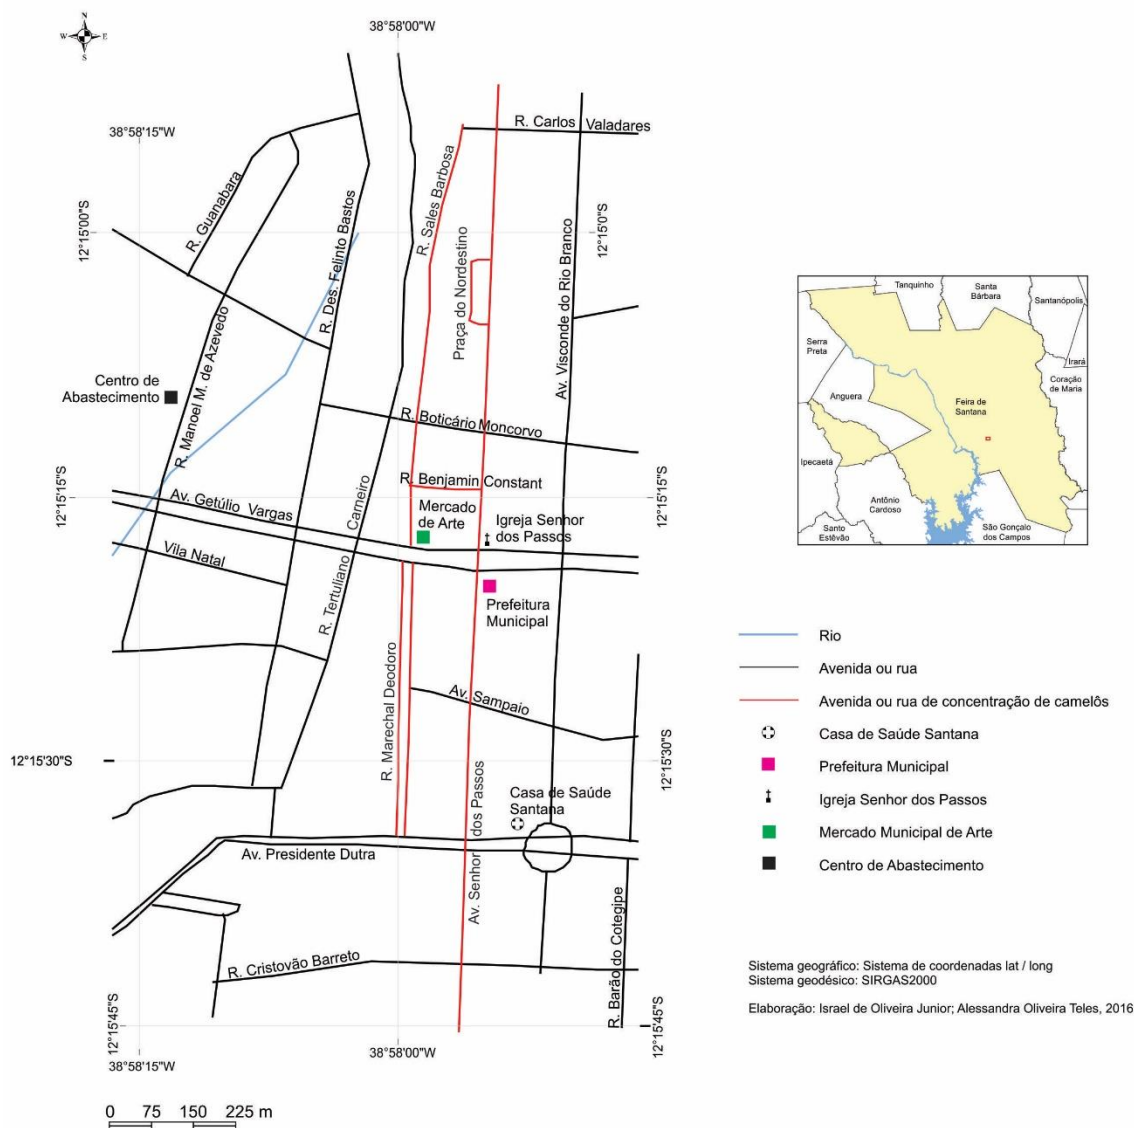 N
W
E
S
38°58'00"W
38°58'15"W
R. Carlos Valadares
R. Guanabara
R. Des. Felinto Bastos
R. Sales Barbosa
Praça do Nordestino
Av. Visconde do Rio Branco
12°15'00"S
12°15'0"S
R. Manoel M. de Azevedo
Centro de
Abastecimento
R. Boticário Moncorvo
R. Benjamin Constant
12°15'15"S
12°15'15"S
Av. Getúlio Vargas
Mercado
de Arte
Igreja Senhor
dos Passos
Vila Natal
R. Tertuliano Carneiro
Prefeitura
Municipal
R. Marechal Deodoro
Av. Sampaio
12°15'30"S
12°15'30"S
Casa de Saúde
Santana
Av. Senhor dos Passos
Av. Presidente Dutra
R. Cristovão Barreto
R. Barão do Cotegipe
12°15'45"S
12°15'45"S
38°58'15"W
38°58'00"W
0 75 150 225 m
Tanquinho
Santa
Bárbara
Santanópolis
Serra
Preta
Irará
Coração
de Maria
Anguera
Feira de
Santana
Ipecaetá
Antônio
Cardoso
Santo
Estêvão
São Gonçalo
dos Campos
Rio
Avenida ou rua
Avenida ou rua de concentração de camelôs
Casa de Saúde Santana
Prefeitura Municipal
Igreja Senhor dos Passos
Mercado Municipal de Arte
Centro de Abastecimento
Sistema geográfico: Sistema de coordenadas lat / long
Sistema geodésico: SIRGAS2000
Elaboração: Israel de Oliveira Junior; Alessandra Oliveira Teles, 2016